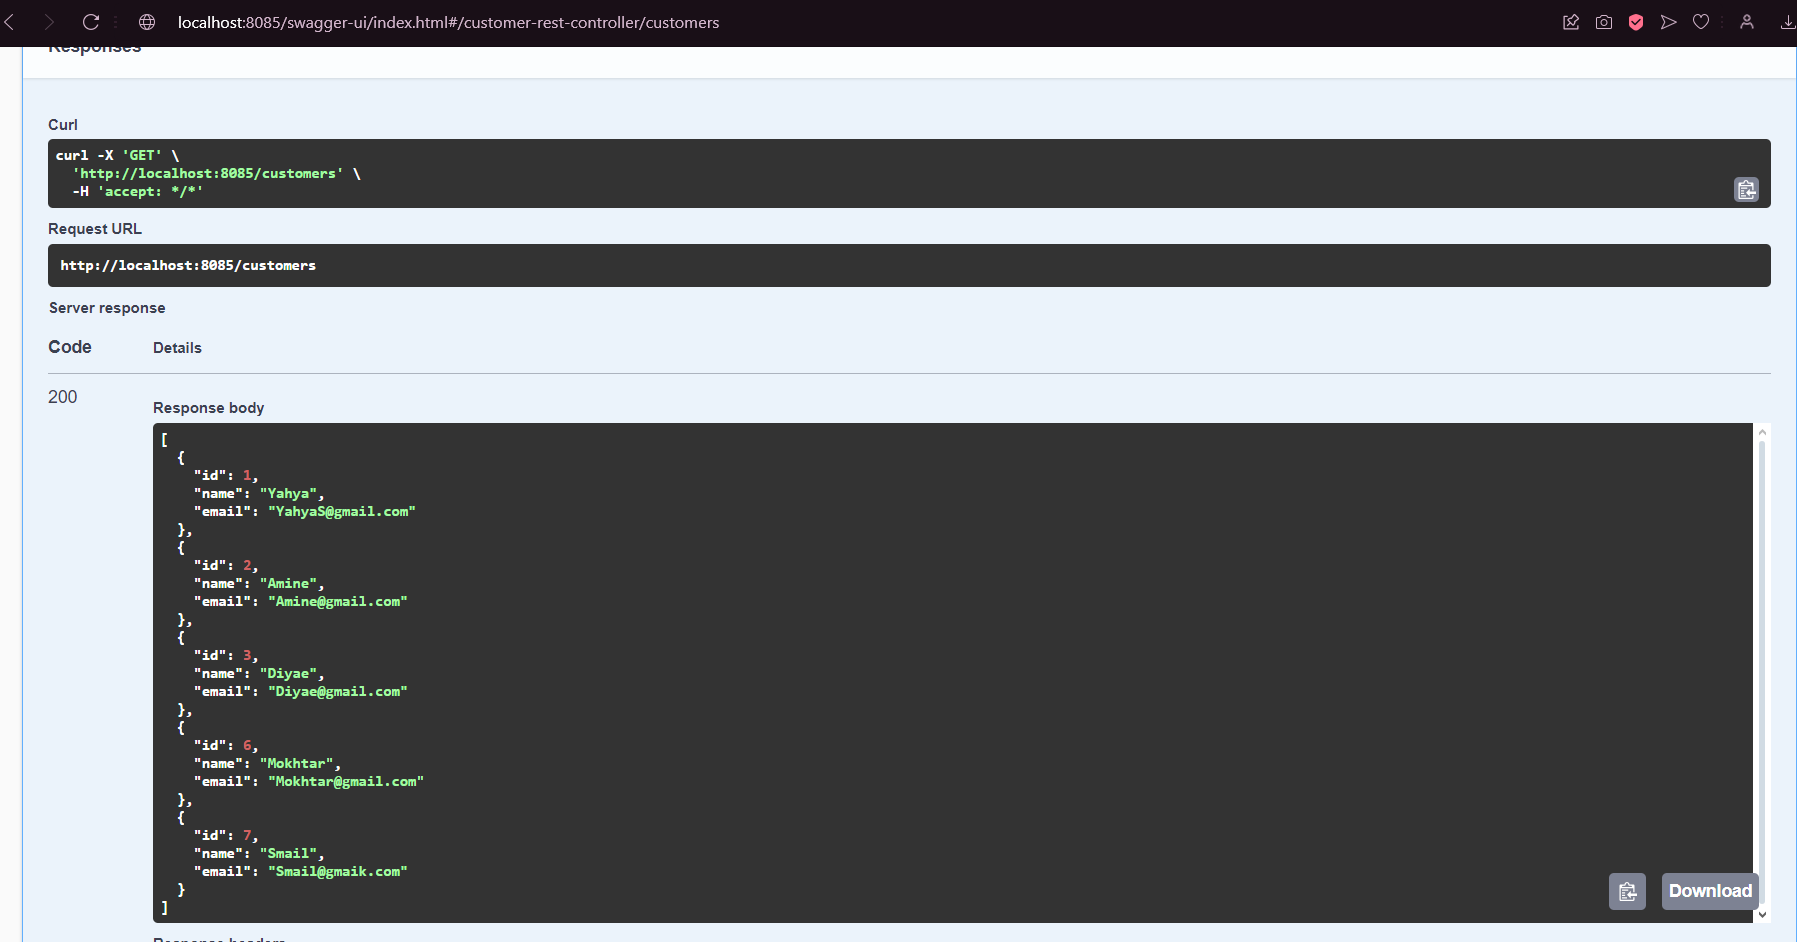 localhost:8085/swagger-ui/index.html#/customer-rest-controller/customers
Responses
Curl
curl -X 'GET' \
'http://localhost:8085/customers' \
-H 'accept: */*'
Request URL
http://localhost:8085/customers
Server response
Code Details
200
Response body
[
{
"id": 1,
"name": "Yahya",
"email": "YahyaS@gmail.com"
},
{
"id": 2,
"name": "Amine",
"email": "Amine@gmail.com"
},
{
"id": 3,
"name": "Diyae",
"email": "Diyae@gmail.com"
},
{
"id": 6,
"name": "Mokhtar",
"email": "Mokhtar@gmail.com"
},
{
"id": 7,
"name": "Smail",
"email": "Smail@gmaik.com"
}
]
Download
Response headers